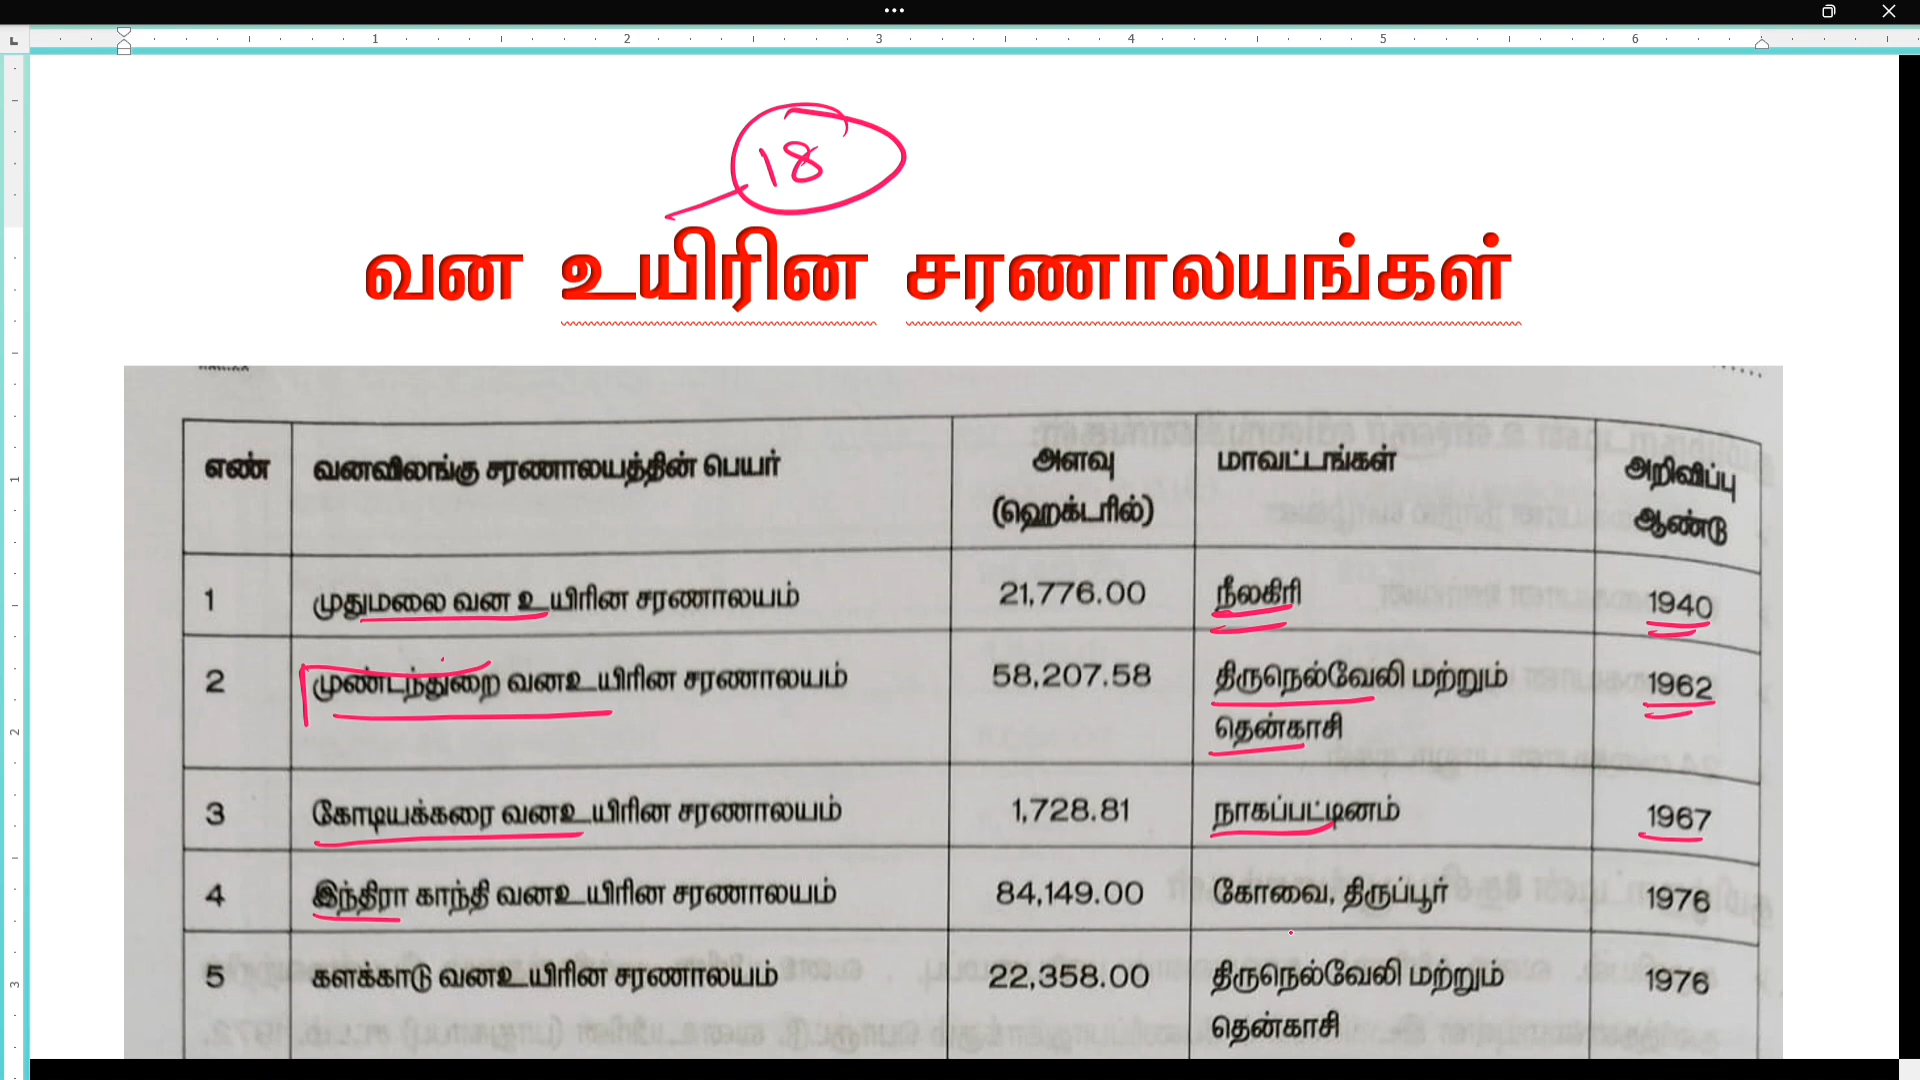 18
வன உயிரின சரணாலயங்கள்
எண் வனவிலங்கு சரணாலயத்தின் பெயர் அளவு (ஹெக்டரில்) மாவட்டங்கள் அறிவிப்பு ஆண்டு
1 முதுமலை வன உயிரின சரணாலயம் 21,776.00 நீலகிரி 1940
2 முண்டந்துறை வனஉயிரின சரணாலயம் 58,207.58 திருநெல்வேலி மற்றும் 1962
தென்காசி
3 கோடியக்கரை வனஉயிரின சரணாலயம் 1,728.81 நாகப்பட்டினம் 1967
4 இந்திரா காந்தி வனஉயிரின சரணாலயம் 84,149.00 கோவை, திருப்பூர் 1976
5 களக்காடு வனஉயிரின சரணாலயம் 22,358.00 திருநெல்வேலி மற்றும் 1976
தென்காசி